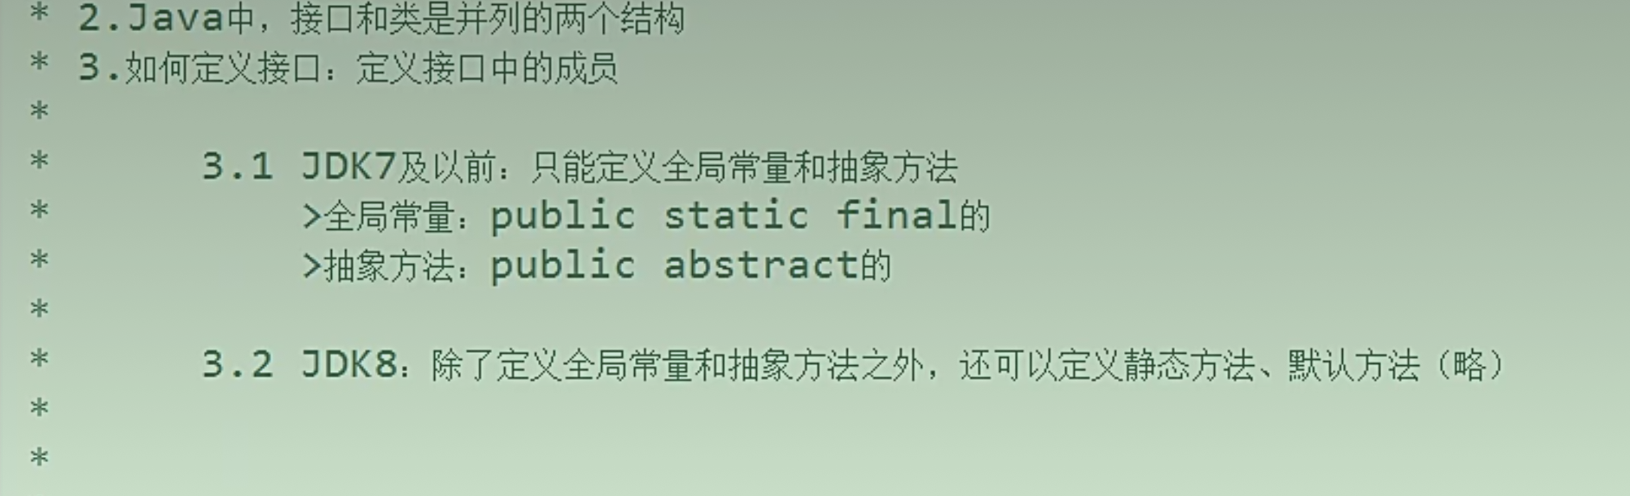 * 2.Java中，接口和类是并列的两个结构
* 3.如何定义接口：定义接口中的成员
*
* 3.1 JDK7及以前：只能定义全局常量和抽象方法
* >全局常量：public static final的
* >抽象方法：public abstract的
*
* 3.2 JDK8：除了定义全局常量和抽象方法之外，还可以定义静态方法、默认方法（略）
*
*